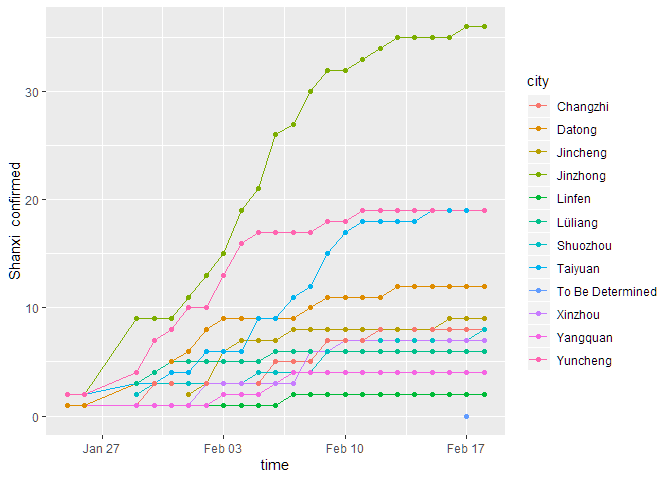 Shanxi confirmed
30
20
10
0
Jan 27
Feb 03
Feb 10
Feb 17
time
city
Changzhi
Datong
Jincheng
Jinzhong
Linfen
Lüliang
Shuozhou
Taiyuan
To Be Determined
Xinzhou
Yangquan
Yuncheng